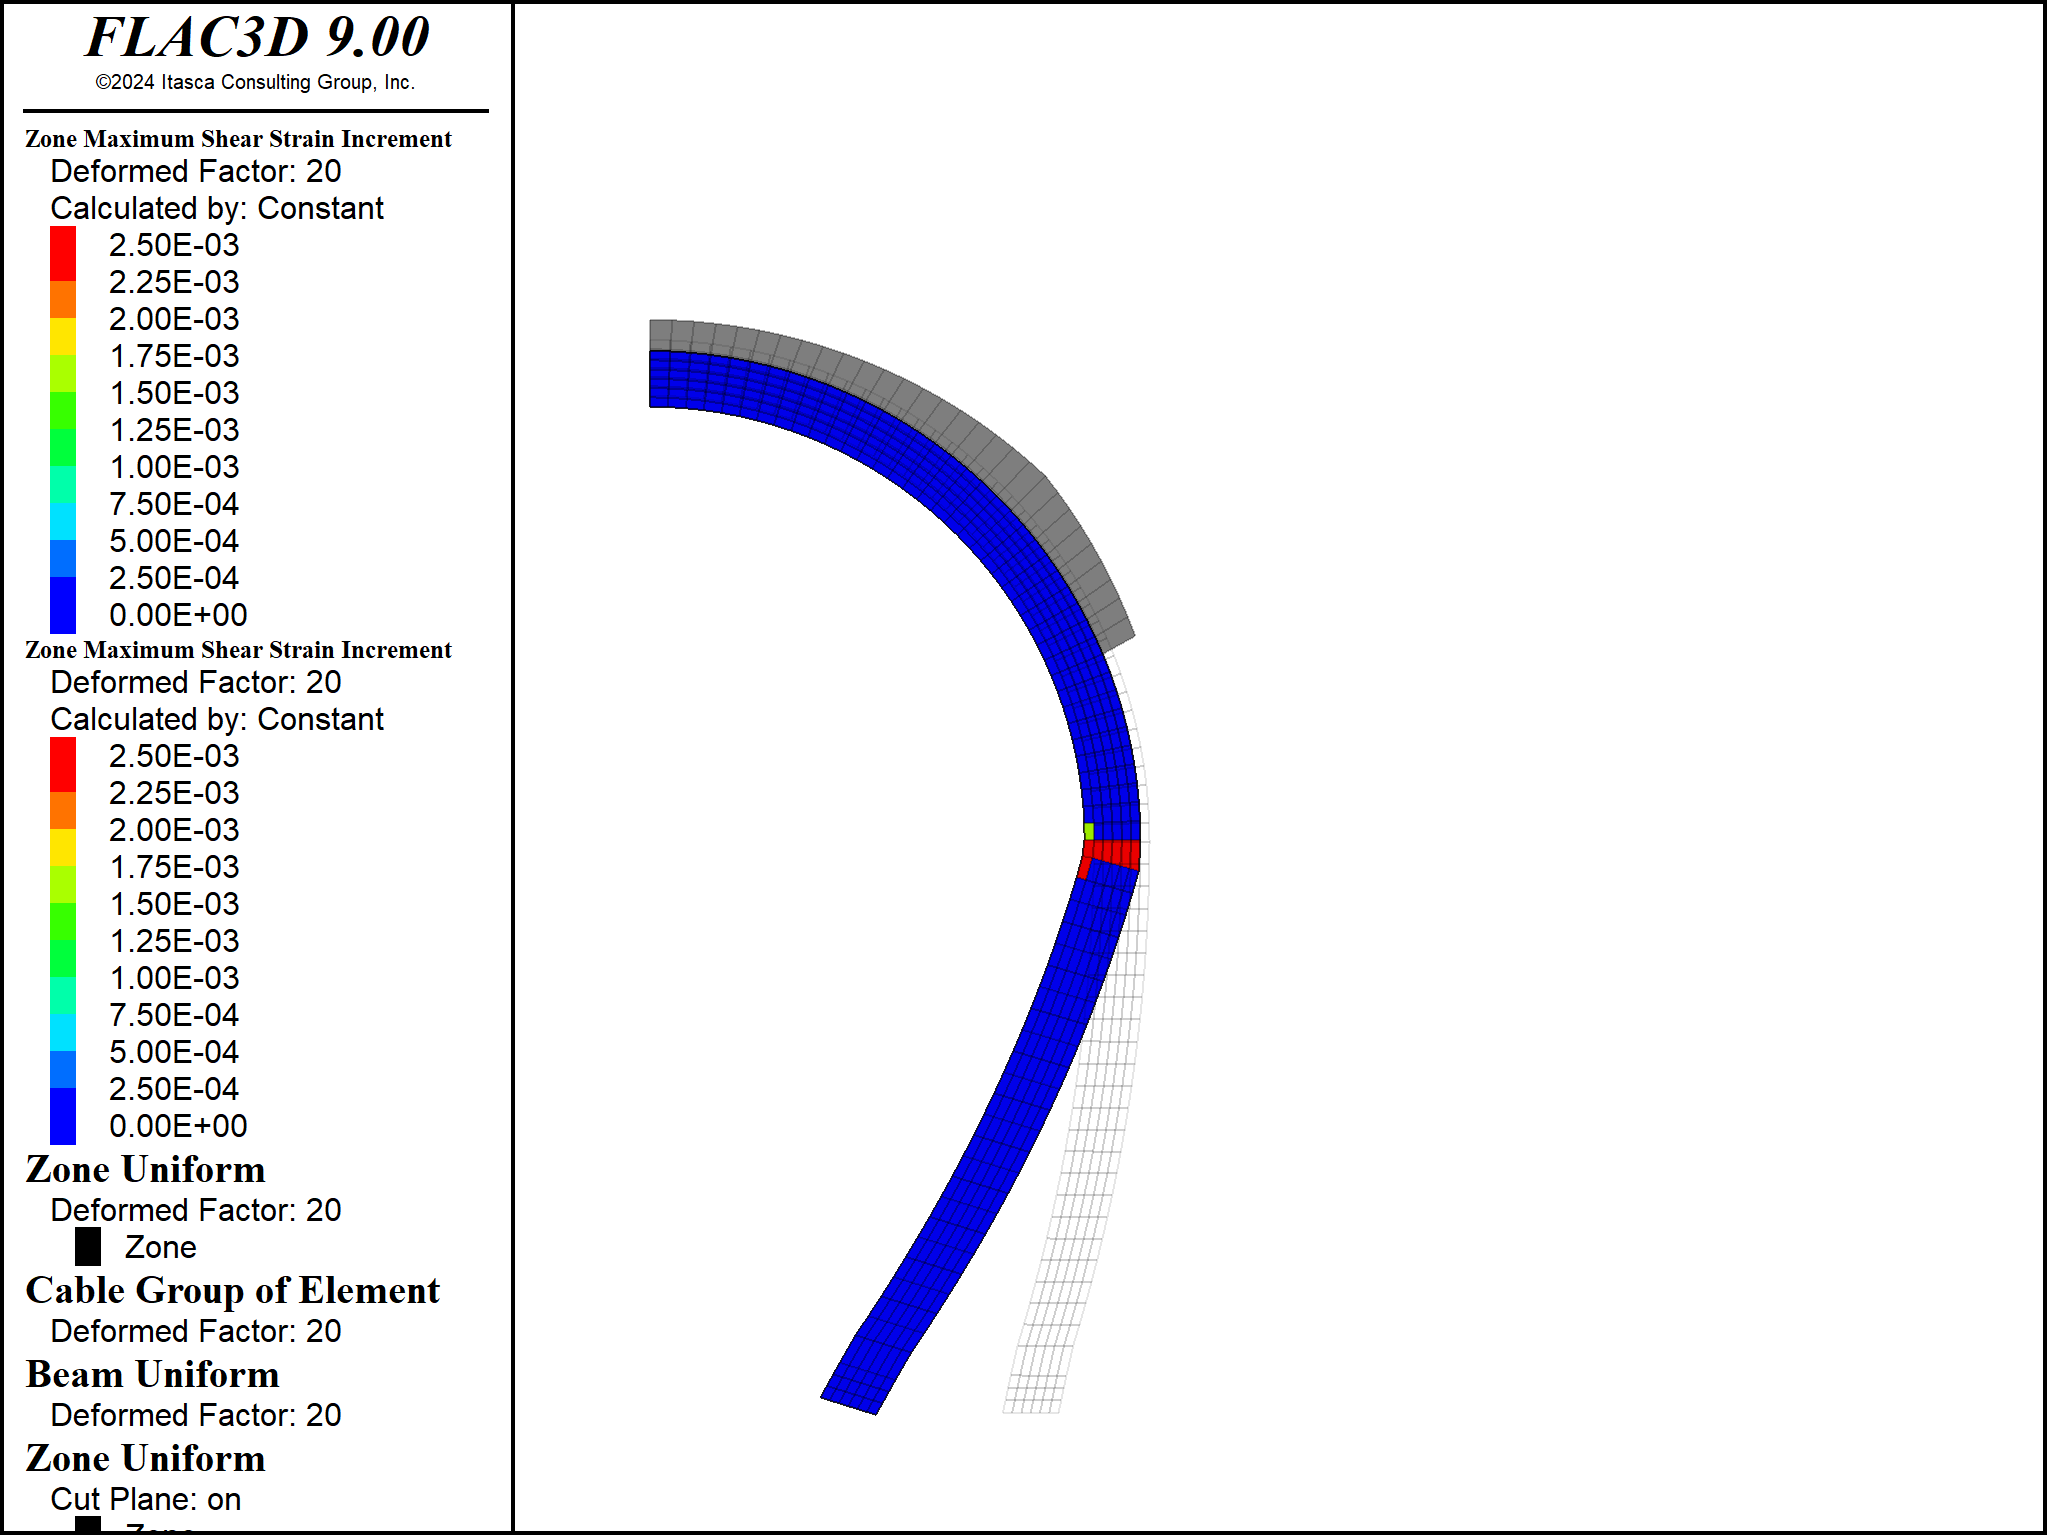 FLAC3D 9.00
©2024 Itasca Consulting Group, Inc.
Zone Maximum Shear Strain Increment
Deformed Factor: 20
Calculated by: Constant
2.50E-03
2.25E-03
2.00E-03
1.75E-03
1.50E-03
1.25E-03
1.00E-03
7.50E-04
5.00E-04
2.50E-04
0.00E+00
Zone Maximum Shear Strain Increment
Deformed Factor: 20
Calculated by: Constant
2.50E-03
2.25E-03
2.00E-03
1.75E-03
1.50E-03
1.25E-03
1.00E-03
7.50E-04
5.00E-04
2.50E-04
0.00E+00
Zone Uniform
Deformed Factor: 20
Zone
Cable Group of Element
Deformed Factor: 20
Beam Uniform
Deformed Factor: 20
Zone Uniform
Cut Plane: on